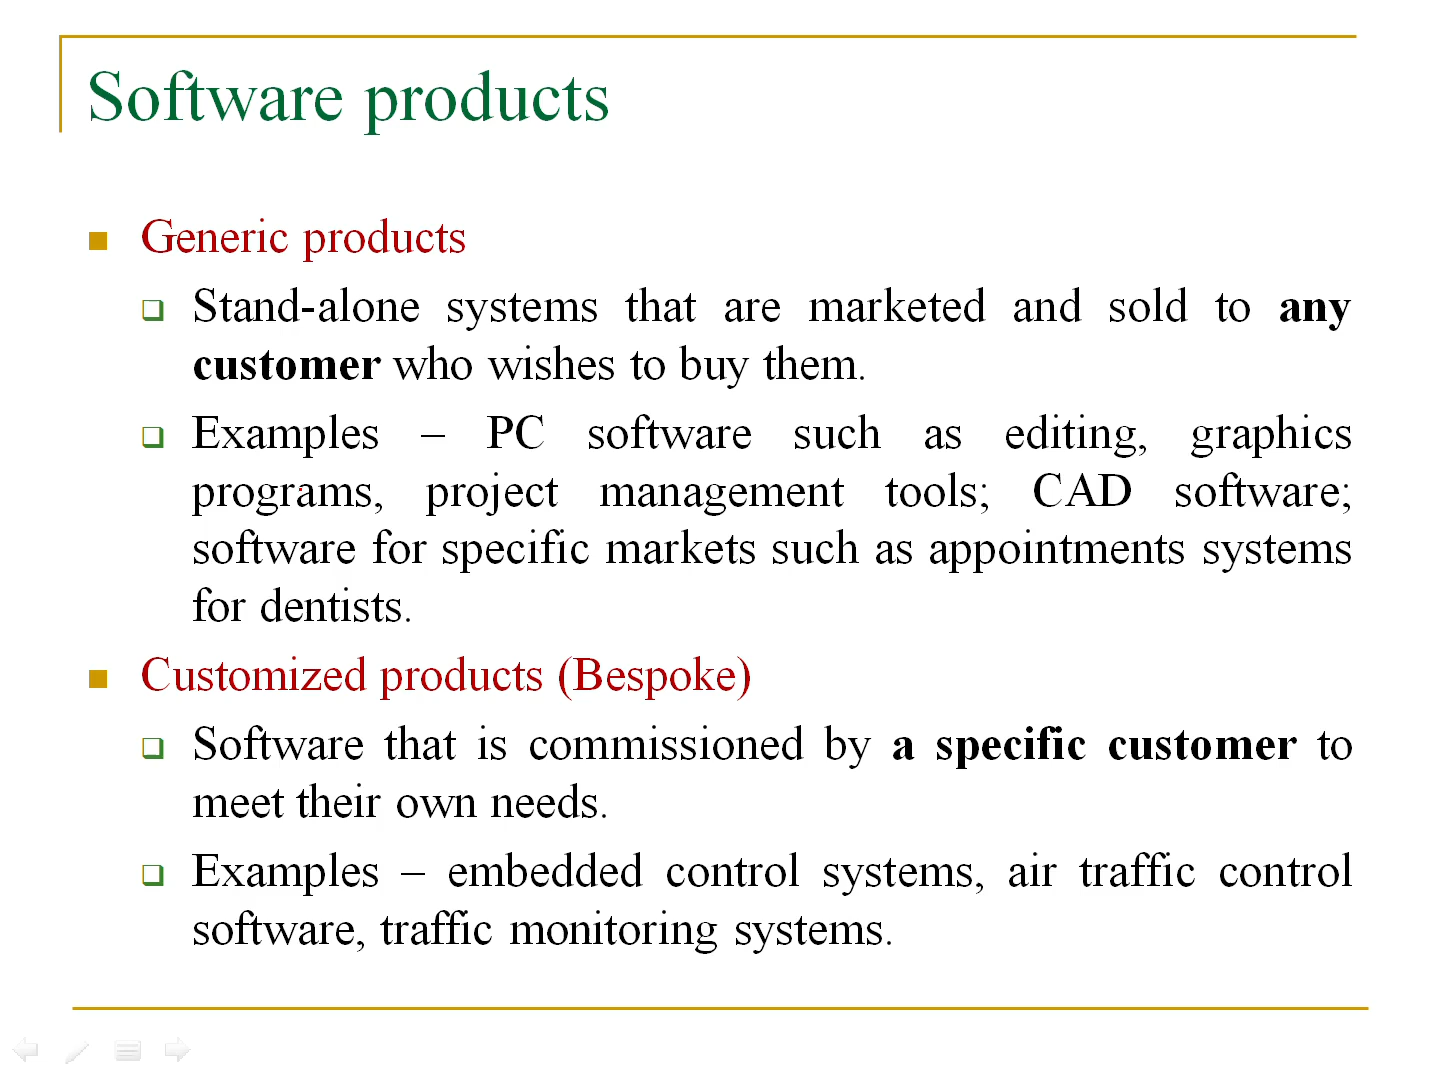 Software products
Generic products
Stand-alone systems that are marketed and sold to any
customer who wishes to buy them.
Examples – PC software such as editing, graphics
programs, project management tools; CAD software;
software for specific markets such as appointments systems
for dentists.
Customized products (Bespoke)
Software that is commissioned by a specific customer to
meet their own needs.
Examples – embedded control systems, air traffic control
software, traffic monitoring systems.